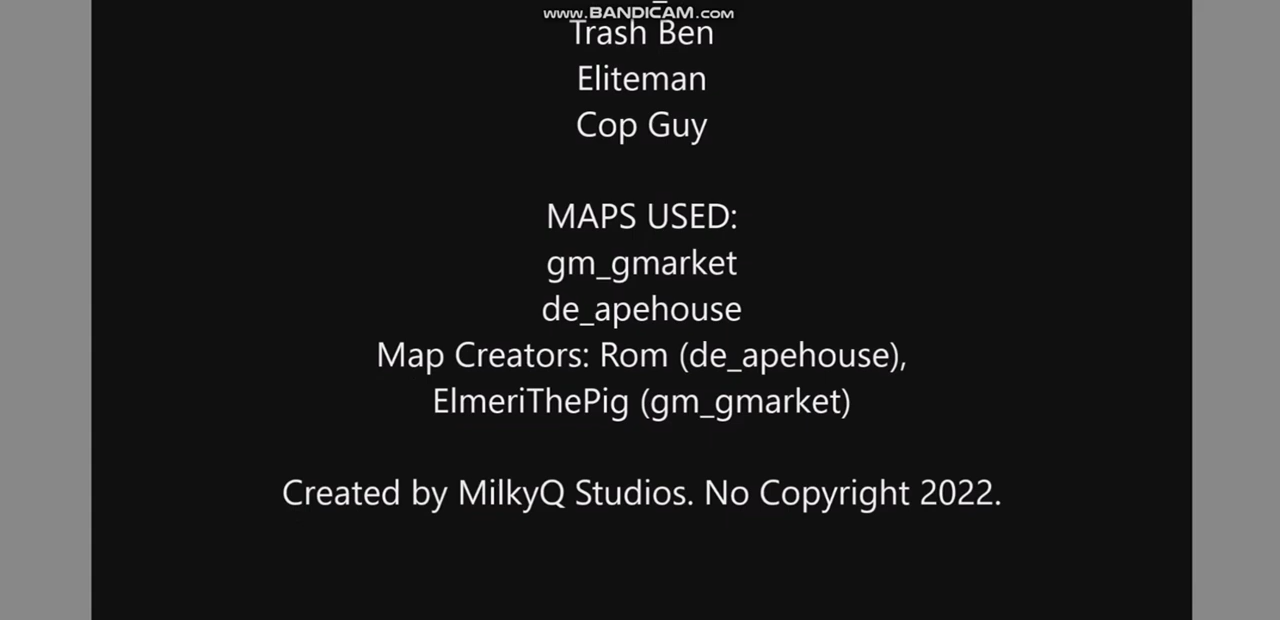 www.BANDICAM.com
Trash Ben
Eliteman
Cop Guy
MAPS USED:
gm_gmarket
de_apehouse
Map Creators: Rom (de_apehouse),
ElmeriThePig (gm_gmarket)
Created by MilkyQ Studios. No Copyright 2022.